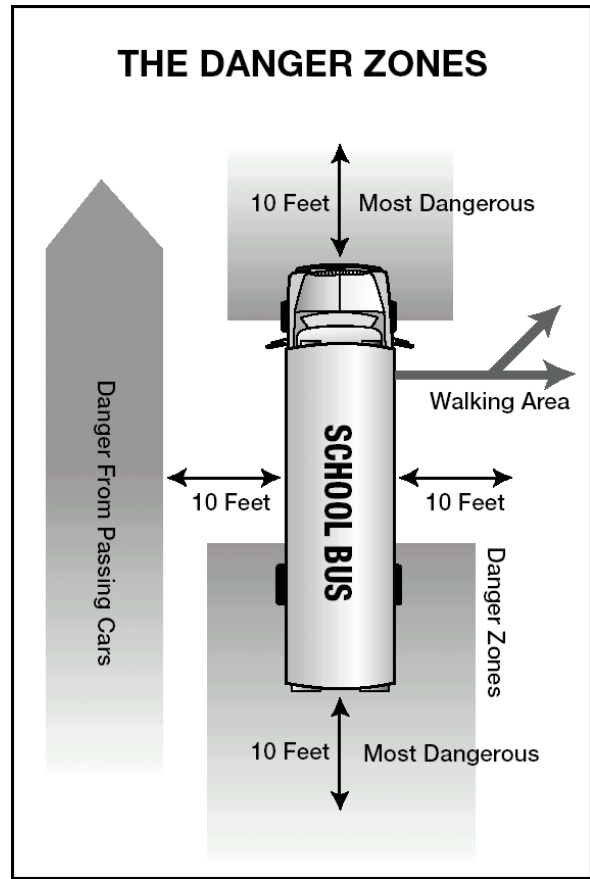 THE DANGER ZONES
10 Feet
Most Dangerous
Walking Area
Danger From Passing Cars
SCHOOL BUS
10 Feet
10 Feet
Danger Zones
10 Feet
Most Dangerous